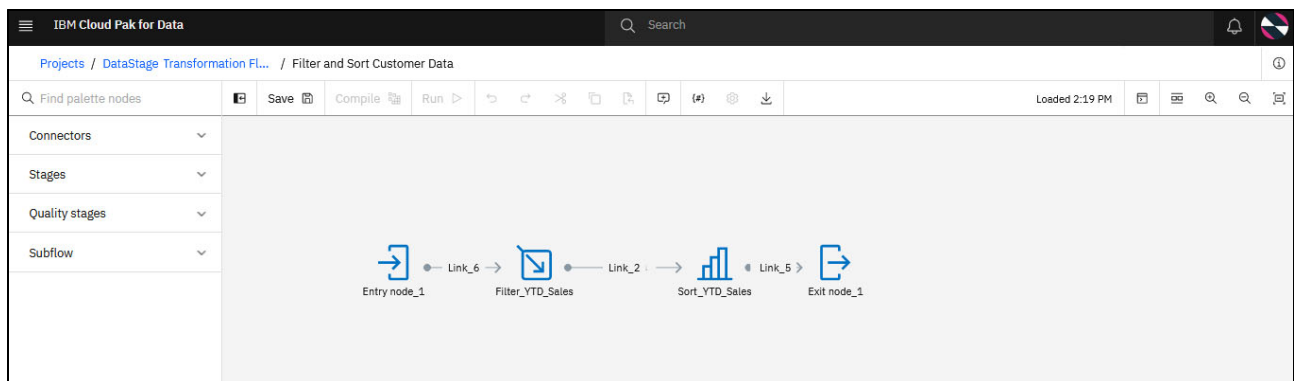 IBM Cloud Pak for Data
Search
Projects / DataStage Transformation Fl... / Filter and Sort Customer Data
Find palette nodes
Save
Compile
Run
{#}
Loaded 2:19 PM
Connectors
Stages
Quality stages
Subflow
Link_6
Link_2
Link_5
Entry node_1
Filter_YTD_Sales
Sort_YTD_Sales
Exit node_1